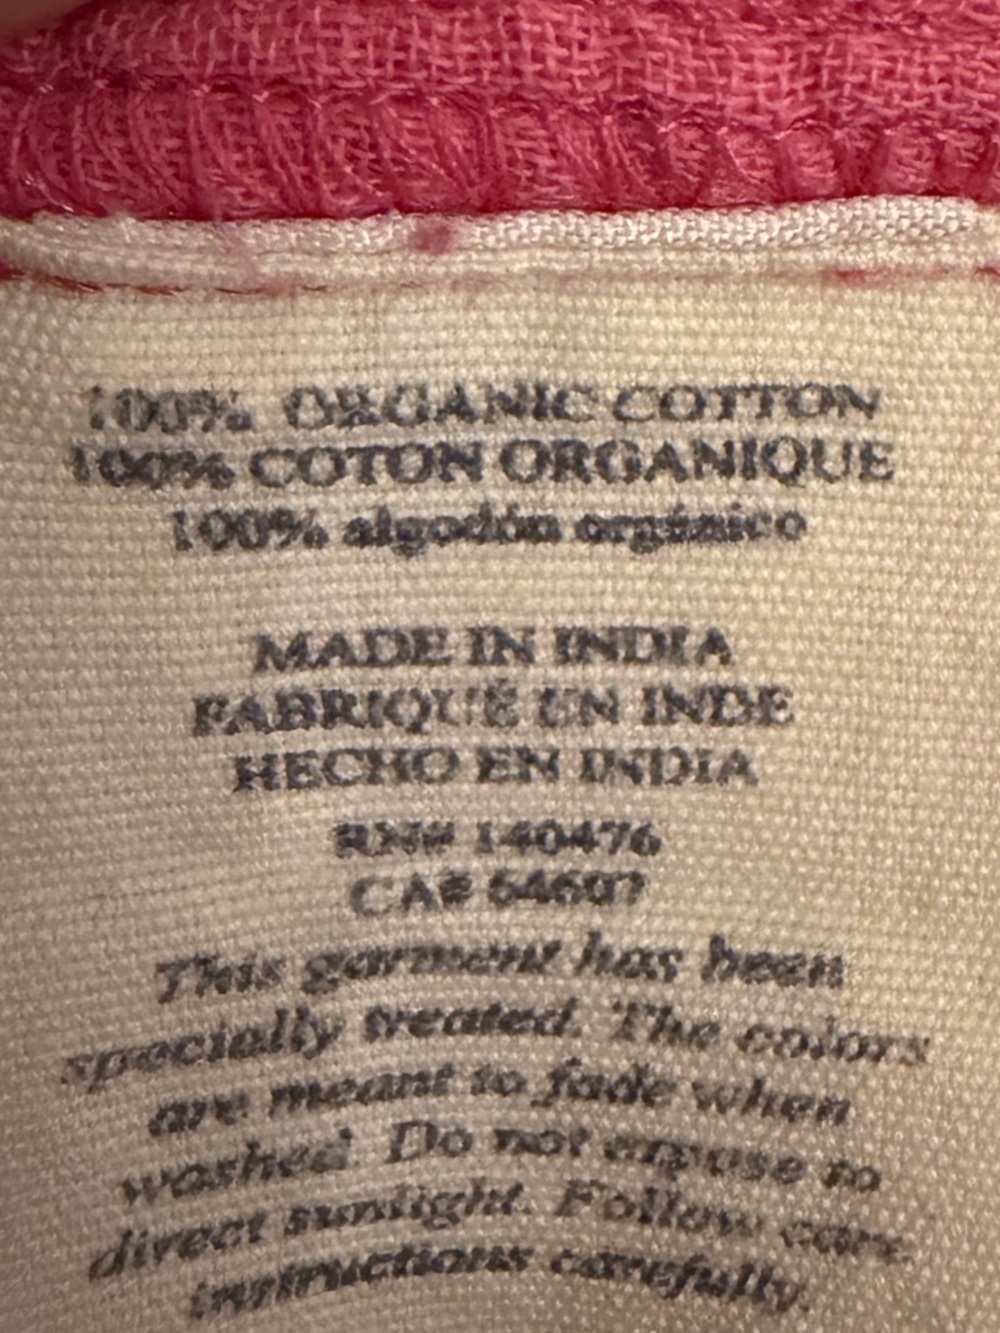 100% ORGANIC COTTON
100% COTON ORGANIQUE
100% algodón orgánico
MADE IN INDIA
FABRIQUÉ EN INDE
HECHO EN INDIA
RN# 140476
CA# 64607
This garment has been
specially treated. The colors
are meant to fade when
washed. Do not expose to
direct sunlight. Follow care
instructions carefully.